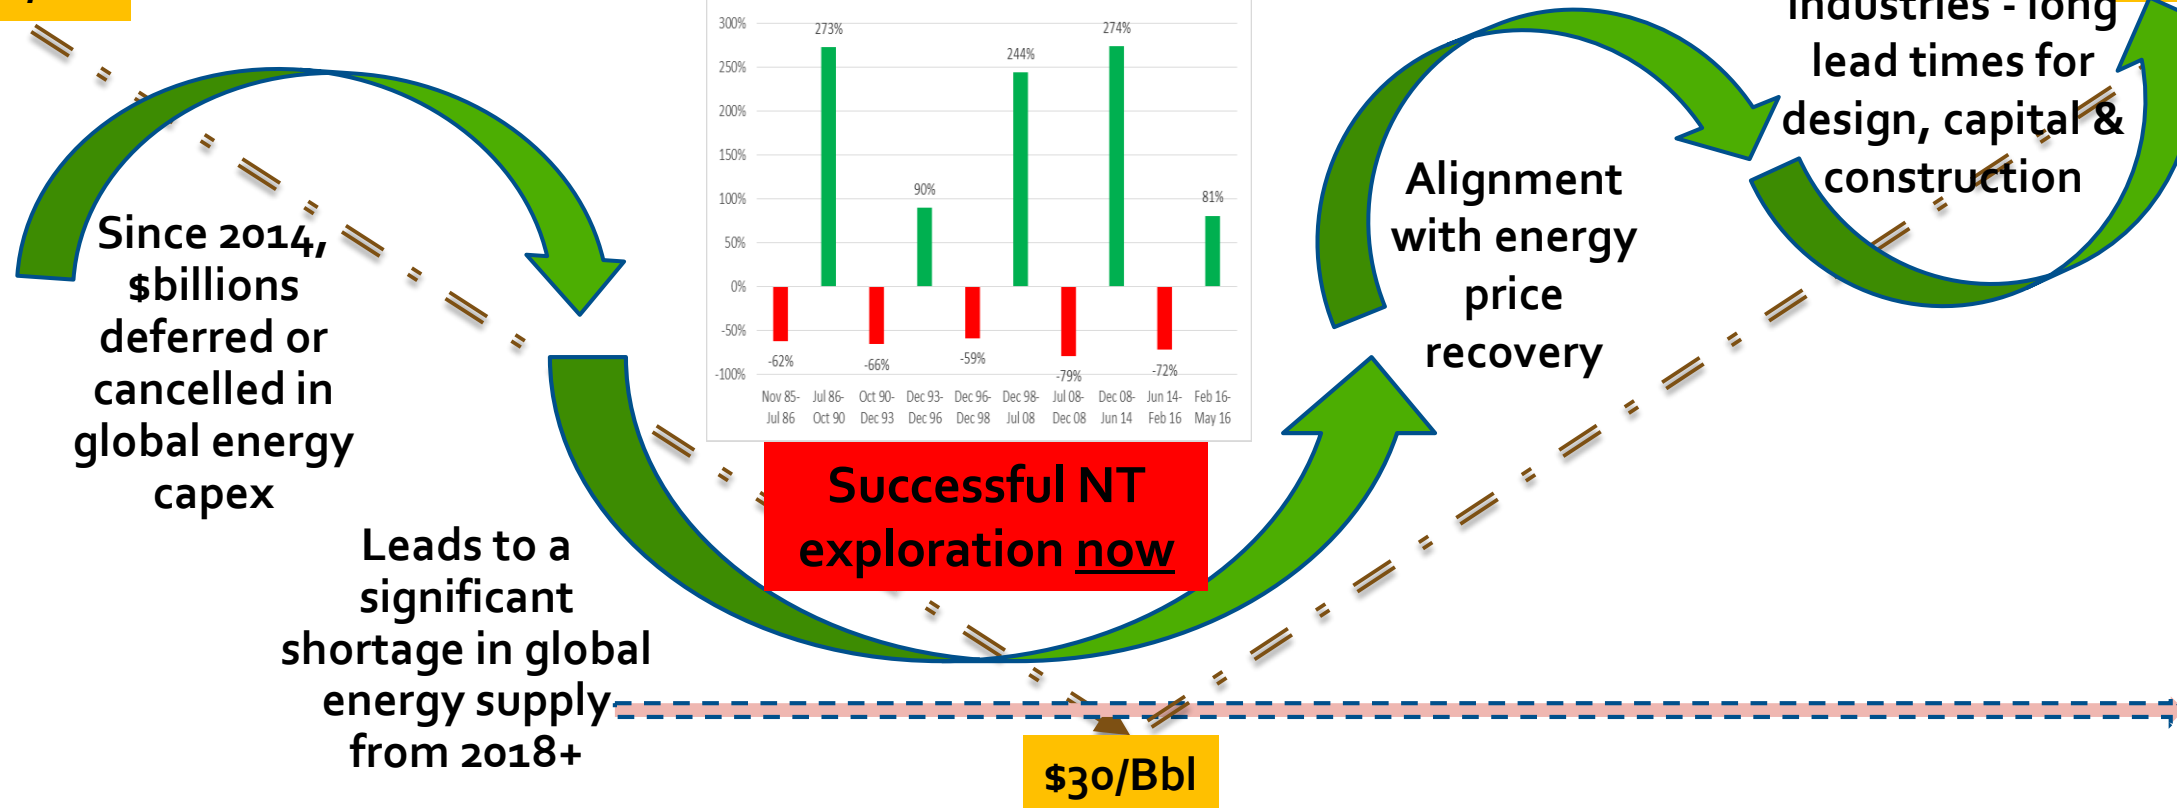 300%
250%
200%
150%
100%
50%
0%
-50%
-100%
273%
90%
244%
274%
81%
-62%
-66%
-59%
-79%
-72%
Nov 85-
Jul 86
Jul 86-
Oct 90
Oct 90-
Dec 93
Dec 93-
Dec 96
Dec 96-
Dec 98
Dec 98-
Jul 08
Jul 08-
Dec 08
Dec 08-
Jun 14
Jun 14-
Feb 16
Feb 16-
May 16
Since 2014,
$billions
deferred or
cancelled in
global energy
capex
Leads to a
significant
shortage in global
energy supply
from 2018+
Successful NT
exploration now
$30/Bbl
Alignment
with energy
price
recovery
industries - long
lead times for
design, capital &
construction